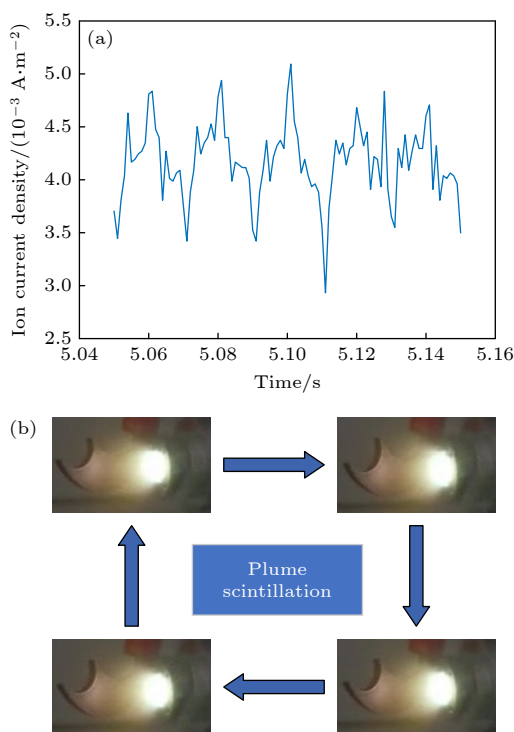 (a)
Ion current density/(10⁻³ A·m⁻²)
5.5
5.0
4.5
4.0
3.5
3.0
2.5
5.04 5.06 5.08 5.10 5.12 5.14 5.16
Time/s
(b)
Plume
scintillation